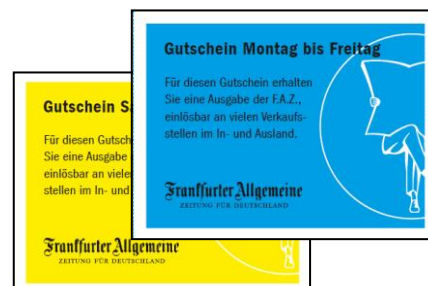 Gutschein Montag bis Freitag
Für diesen Gutschein erhalten
Sie eine Ausgabe der F.A.Z.,
einlösbar an vielen Verkaufs-
stellen im In- und Ausland.
Frankfurter Allgemeine
ZEITUNG FÜR DEUTSCHLAND
Gutschein
Für diesen
Sie eine Ausgabe
einlösbar an
stellen im In- und
Frankfurter Allgemeine
ZEITUNG FÜR DEUTSCHLAND